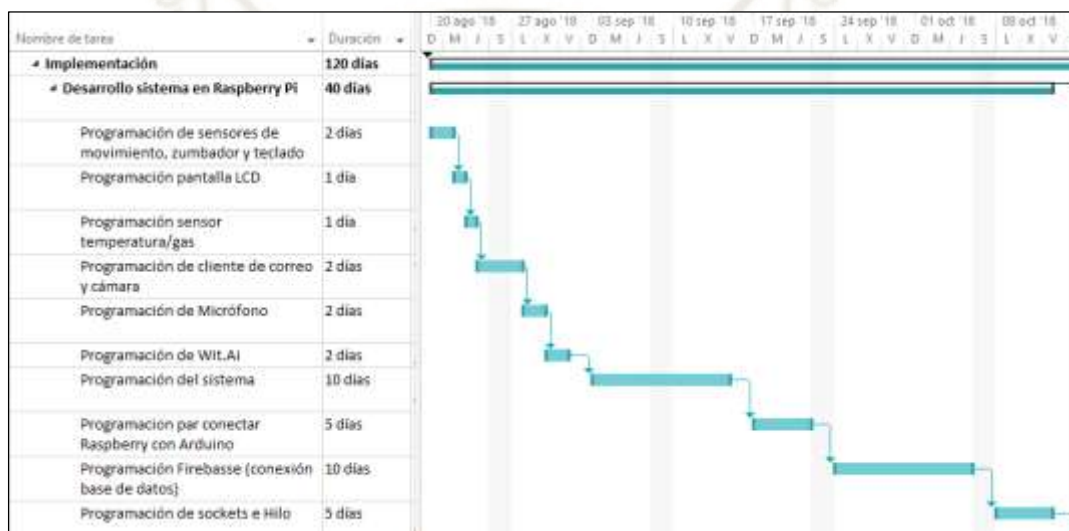 20 ago '18 27 ago '18 03 sep '18 10 sep '18 17 sep '18 24 sep '18 01 oct '18 08 oct '18
Nombre de tarea Duración D M J S L X V D M J S L X V D M J S L X V D M J S L X V
Implementación 120 días
Desarrollo sistema en Raspberry Pi 40 días
Programación de sensores de 2 días
movimiento, zumbador y teclado
Programación pantalla LCD 1 día
Programación sensor 1 día
temperatura/gas
Programación de cliente de correo 2 días
y cámara
Programación de Micrófono 2 días
Programación de Wit.Ai 2 días
Programación del sistema 10 días
Programacion par conectar 5 días
Raspberry con Arduino
Programación Firebasse (conexión 10 días
base de datos)
Programación de sockets e Hilo 5 días